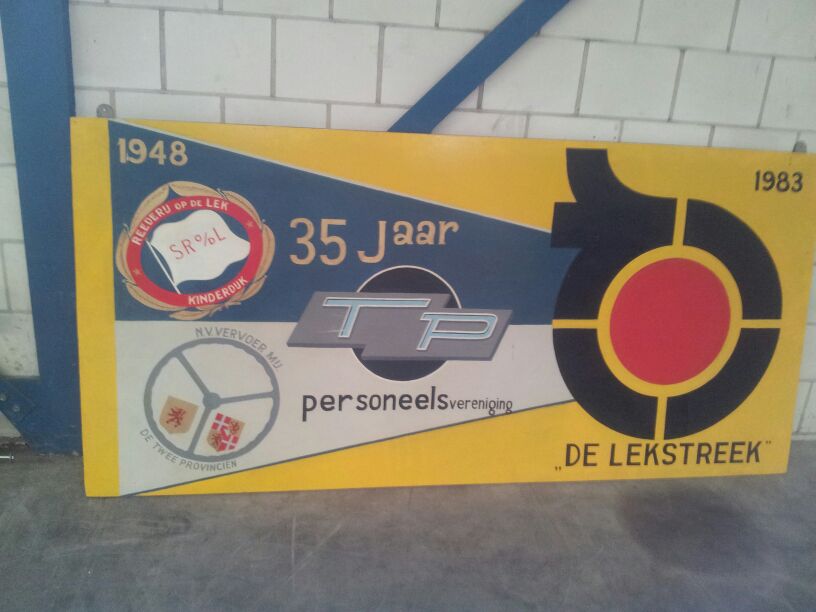 1948
1983
REEDERIJ OP DE LEK
SR%L
KINDERDIJK
35 Jaar
TP
personeelsvereniging
N.V. VERVOER MIJ
DE TWEE PROVINCIEN
„DE LEKSTREEK”